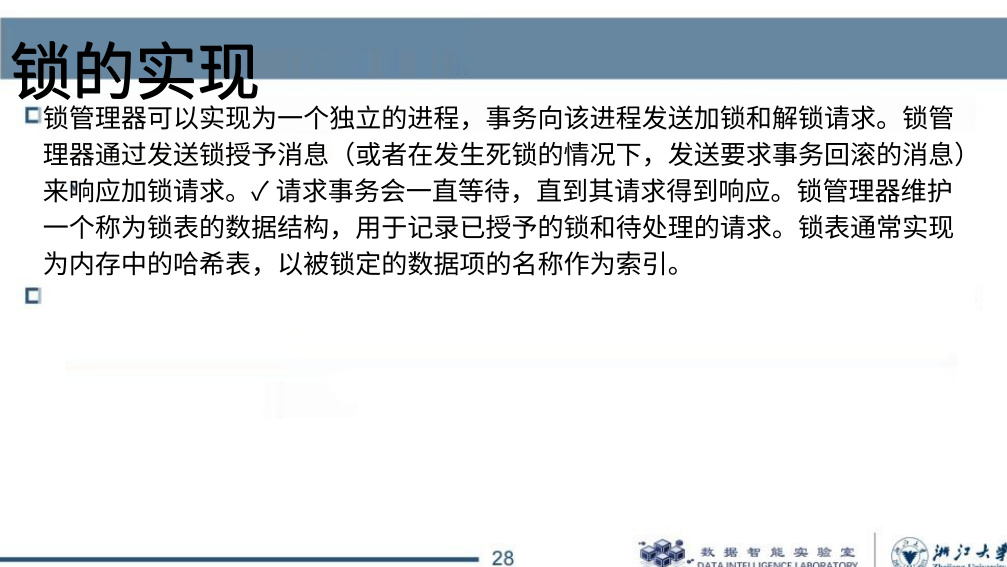 锁的实现
锁管理器可以实现为一个独立的进程，事务向该进程发送加锁和解锁请求。锁管
理器通过发送锁授予消息（或者在发生死锁的情况下，发送要求事务回滚的消息）
来响应加锁请求。✓ 请求事务会一直等待，直到其请求得到响应。锁管理器维护
一个称为锁表的数据结构，用于记录已授予的锁和待处理的请求。锁表通常实现
为内存中的哈希表，以被锁定的数据项的名称作为索引。
28
数据智能实验室
DATA INTELLIGENCE LABORATORY
浙江大学
Zhejiang University